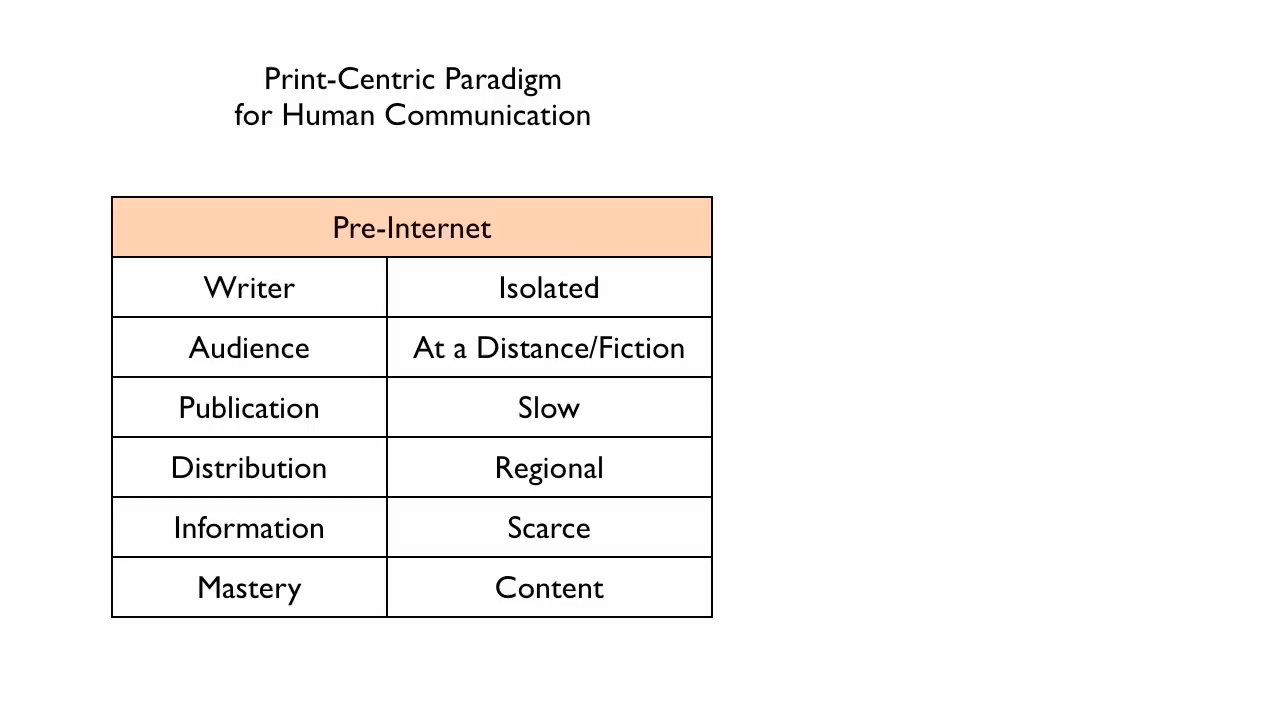 Print-Centric Paradigm
for Human Communication
Pre-Internet
Writer Isolated
Audience At a Distance/Fiction
Publication Slow
Distribution Regional
Information Scarce
Mastery Content